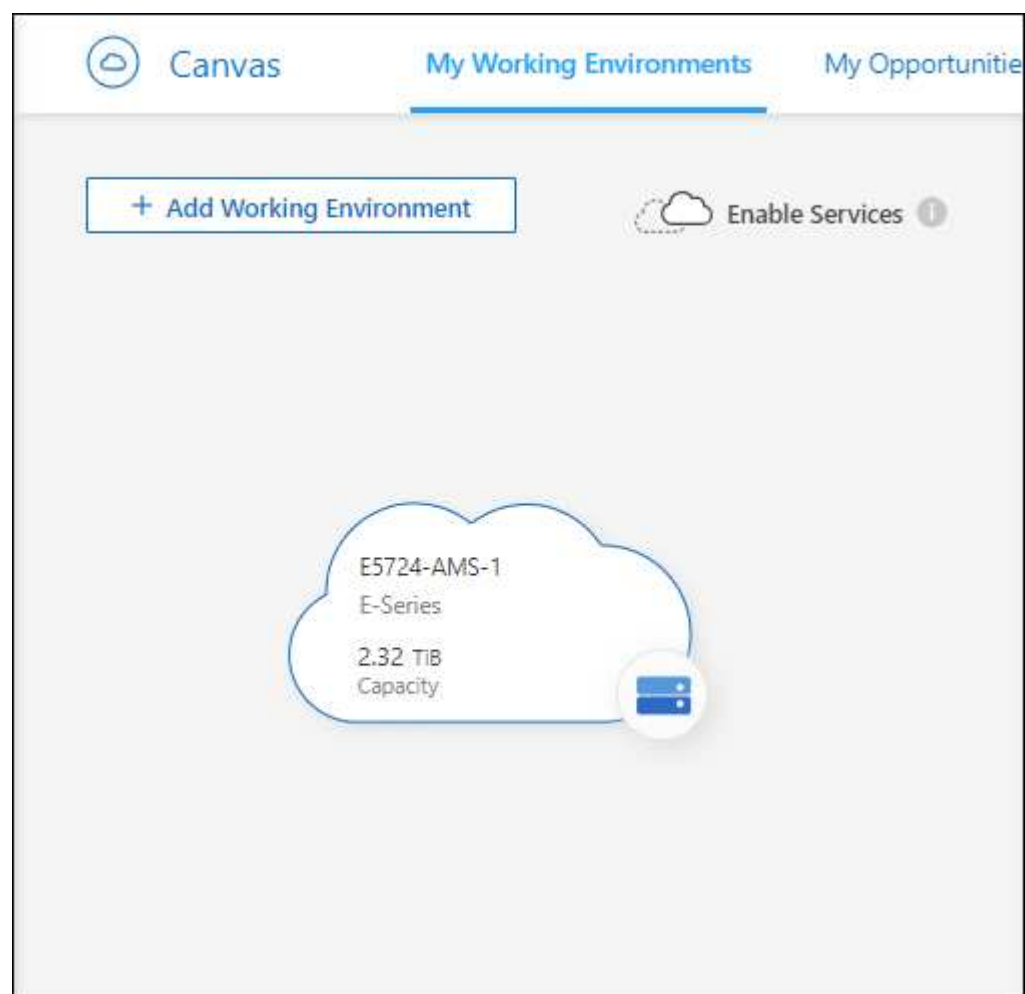 Canvas
My Working Environments
My Opportunitie
+ Add Working Environment
Enable Services
E5724-AMS-1
E-Series
2.32 TiB
Capacity